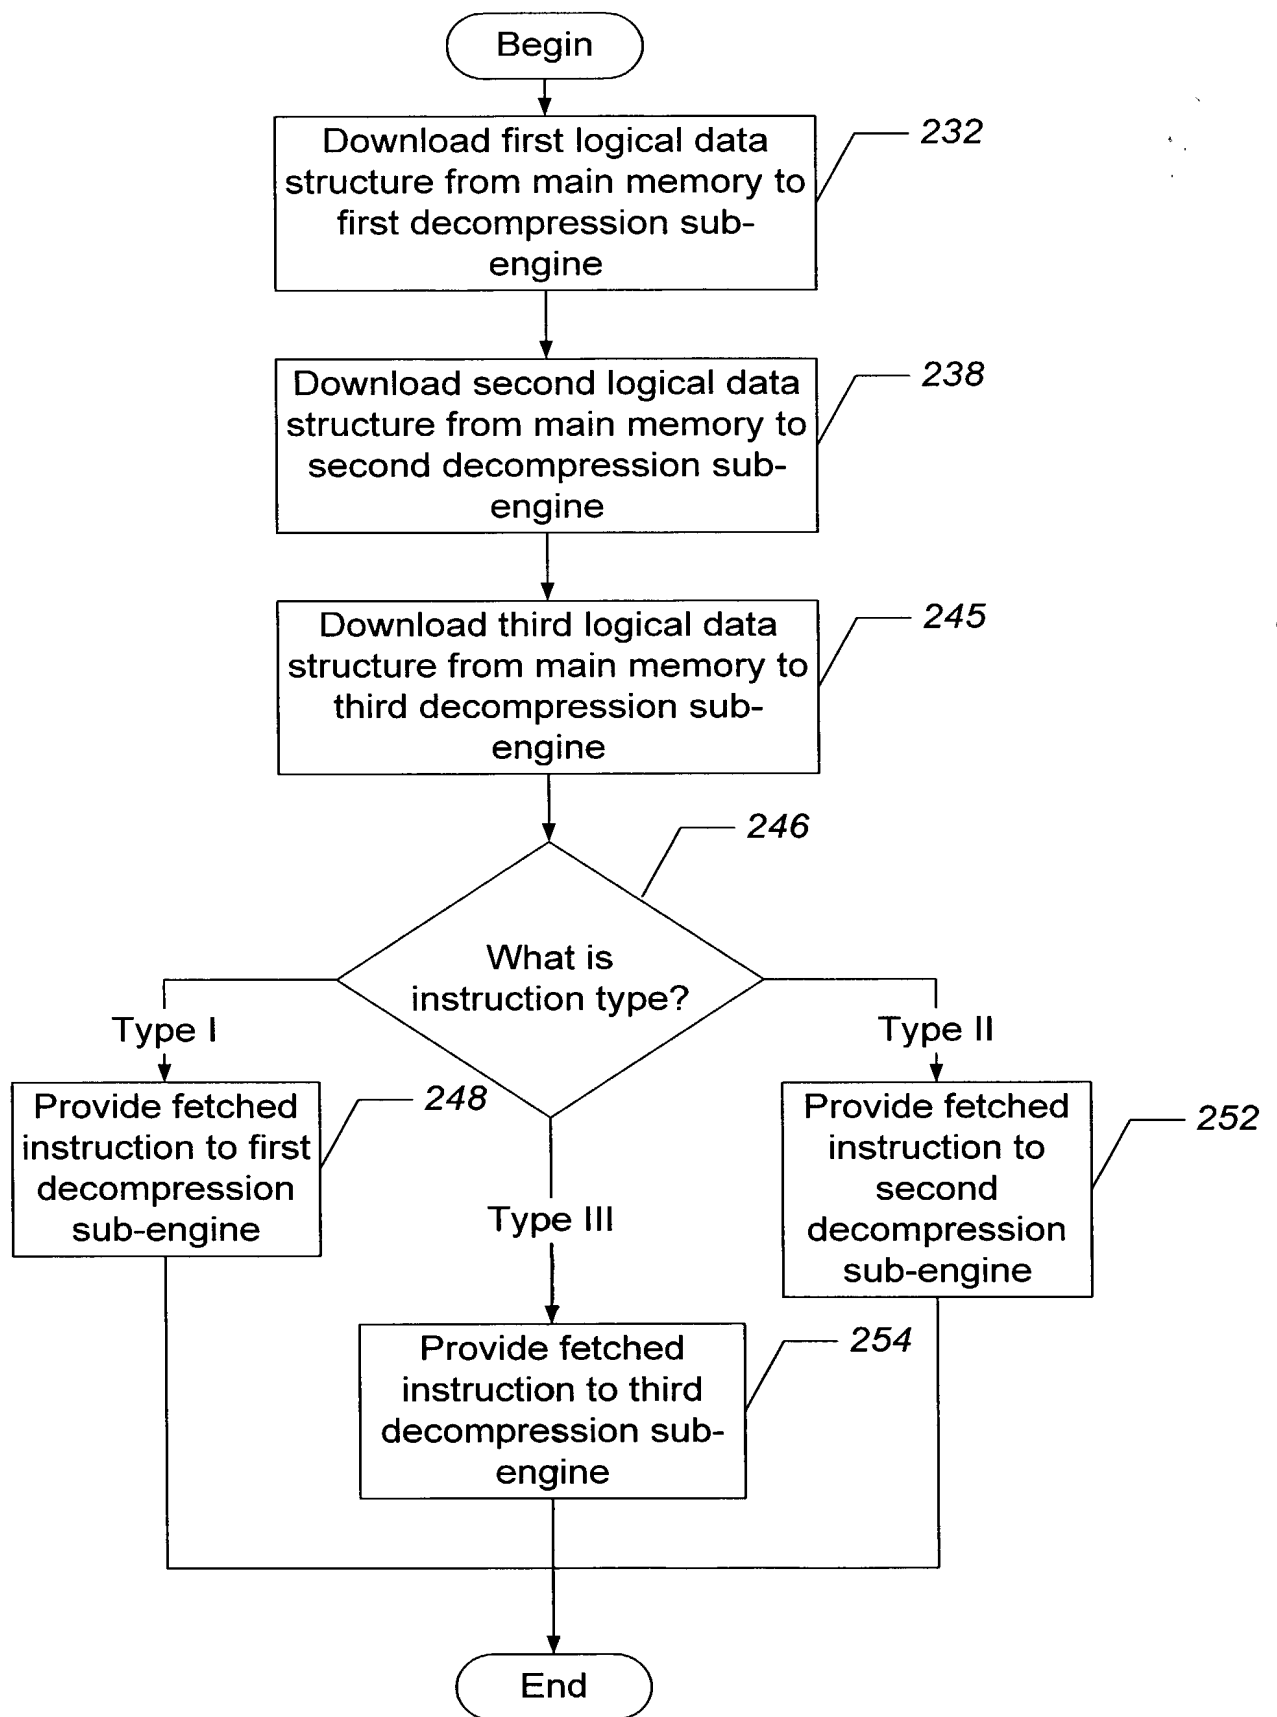 Begin
Download first logical data
structure from main memory to
first decompression sub-
engine
232
Download second logical data
structure from main memory to
second decompression sub-
engine
238
Download third logical data
structure from main memory to
third decompression sub-
engine
245
246
What is
instruction type?
Type I
Type II
Provide fetched
instruction to first
decompression
sub-engine
248
Provide fetched
instruction to
second
decompression
sub-engine
252
Type III
Provide fetched
instruction to third
decompression sub-
engine
254
End